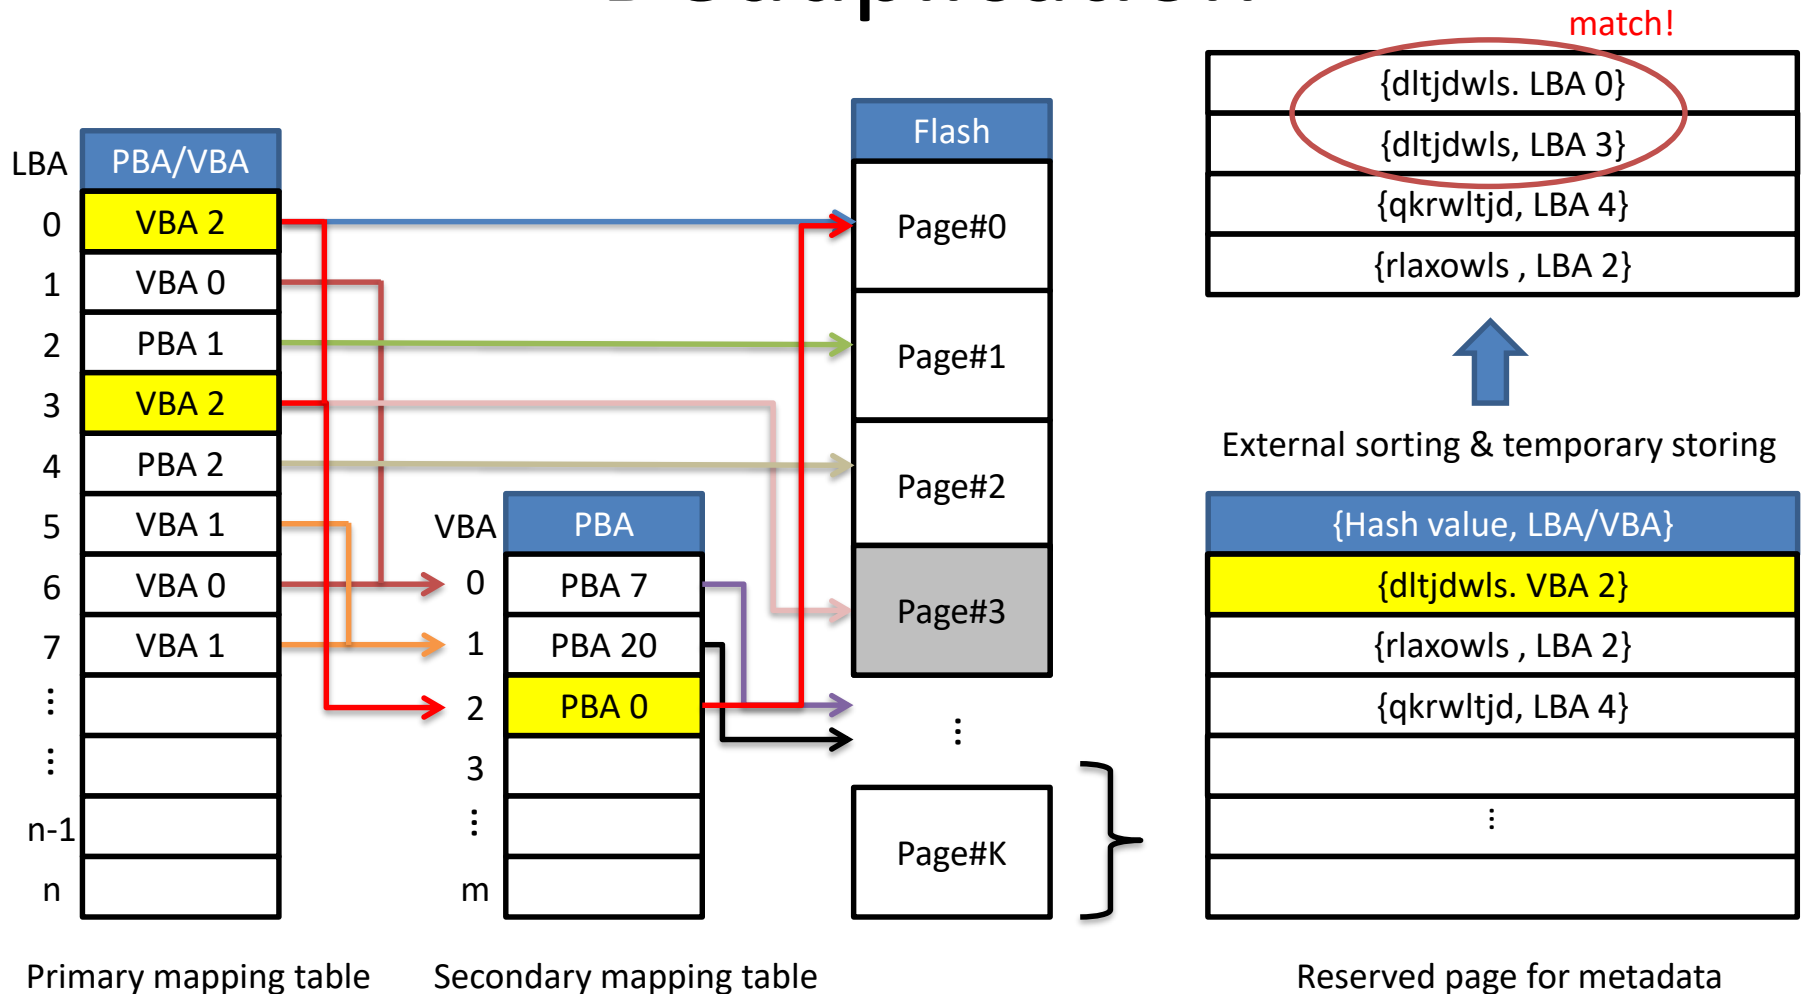 match!
{dltjdwls. LBA 0}
{dltjdwls, LBA 3}
{qkrwltjd, LBA 4}
{rlaxowls , LBA 2}
External sorting & temporary storing
LBA
PBA/VBA
0
VBA 2
1
VBA 0
2
PBA 1
3
VBA 2
4
PBA 2
5
VBA 1
6
VBA 0
7
VBA 1
⋮
⋮
n-1
n
Primary mapping table
VBA
PBA
0
PBA 7
1
PBA 20
2
PBA 0
3
⋮
m
Secondary mapping table
Flash
Page#0
Page#1
Page#2
Page#3
⋮
Page#K
{Hash value, LBA/VBA}
{dltjdwls. VBA 2}
{rlaxowls , LBA 2}
{qkrwltjd, LBA 4}
⋮
Reserved page for metadata